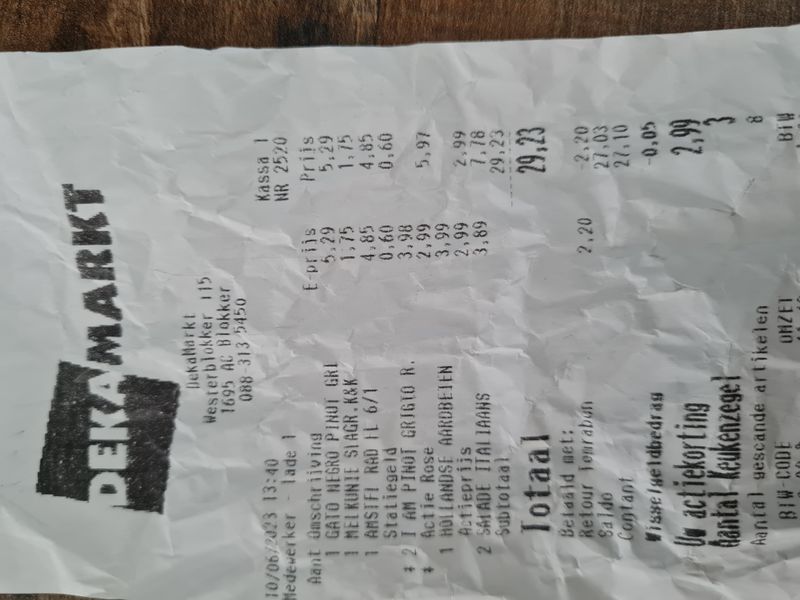 DEKAMARKT
DekaMarkt
Westerblokker 115
1695 AC Blokker
088-313 5450
Kassa 1
10/06/2023 13:40 NR 2520
Medewerker - lade 1
Aant Omschrijving E-prijs Prijs
1 GATO NEGRO PINOT GRI 5,29 5,29
1 MELKUNIE SLAGR.K&K 1,75 1,75
1 AMSTEL RAD IL 6/1 4,85 4,85
Statiegeld 0,60 0,60
* 2 I AM PINOT GRIGIO R. 3,98
* Actie Rose 2,99 5,97
1 HOLLANDSE AARDBEIEN 3,99
Actieprijs 2,99 2,99
2 SALADE ITALIAANS 3,89 7,78
Subtotaal 29,23
Totaal 29,23
Betaald met:
Retour Tomrabon 2,20 -2,20
Saldo 27,03
Contant 27,10
Wisselgeldbedrag -0,05
Uw actiekorting 2,99
Aantal Keukenzegel 3
Aantal gescande artikelen 8
BTW CODE OMZET BTW